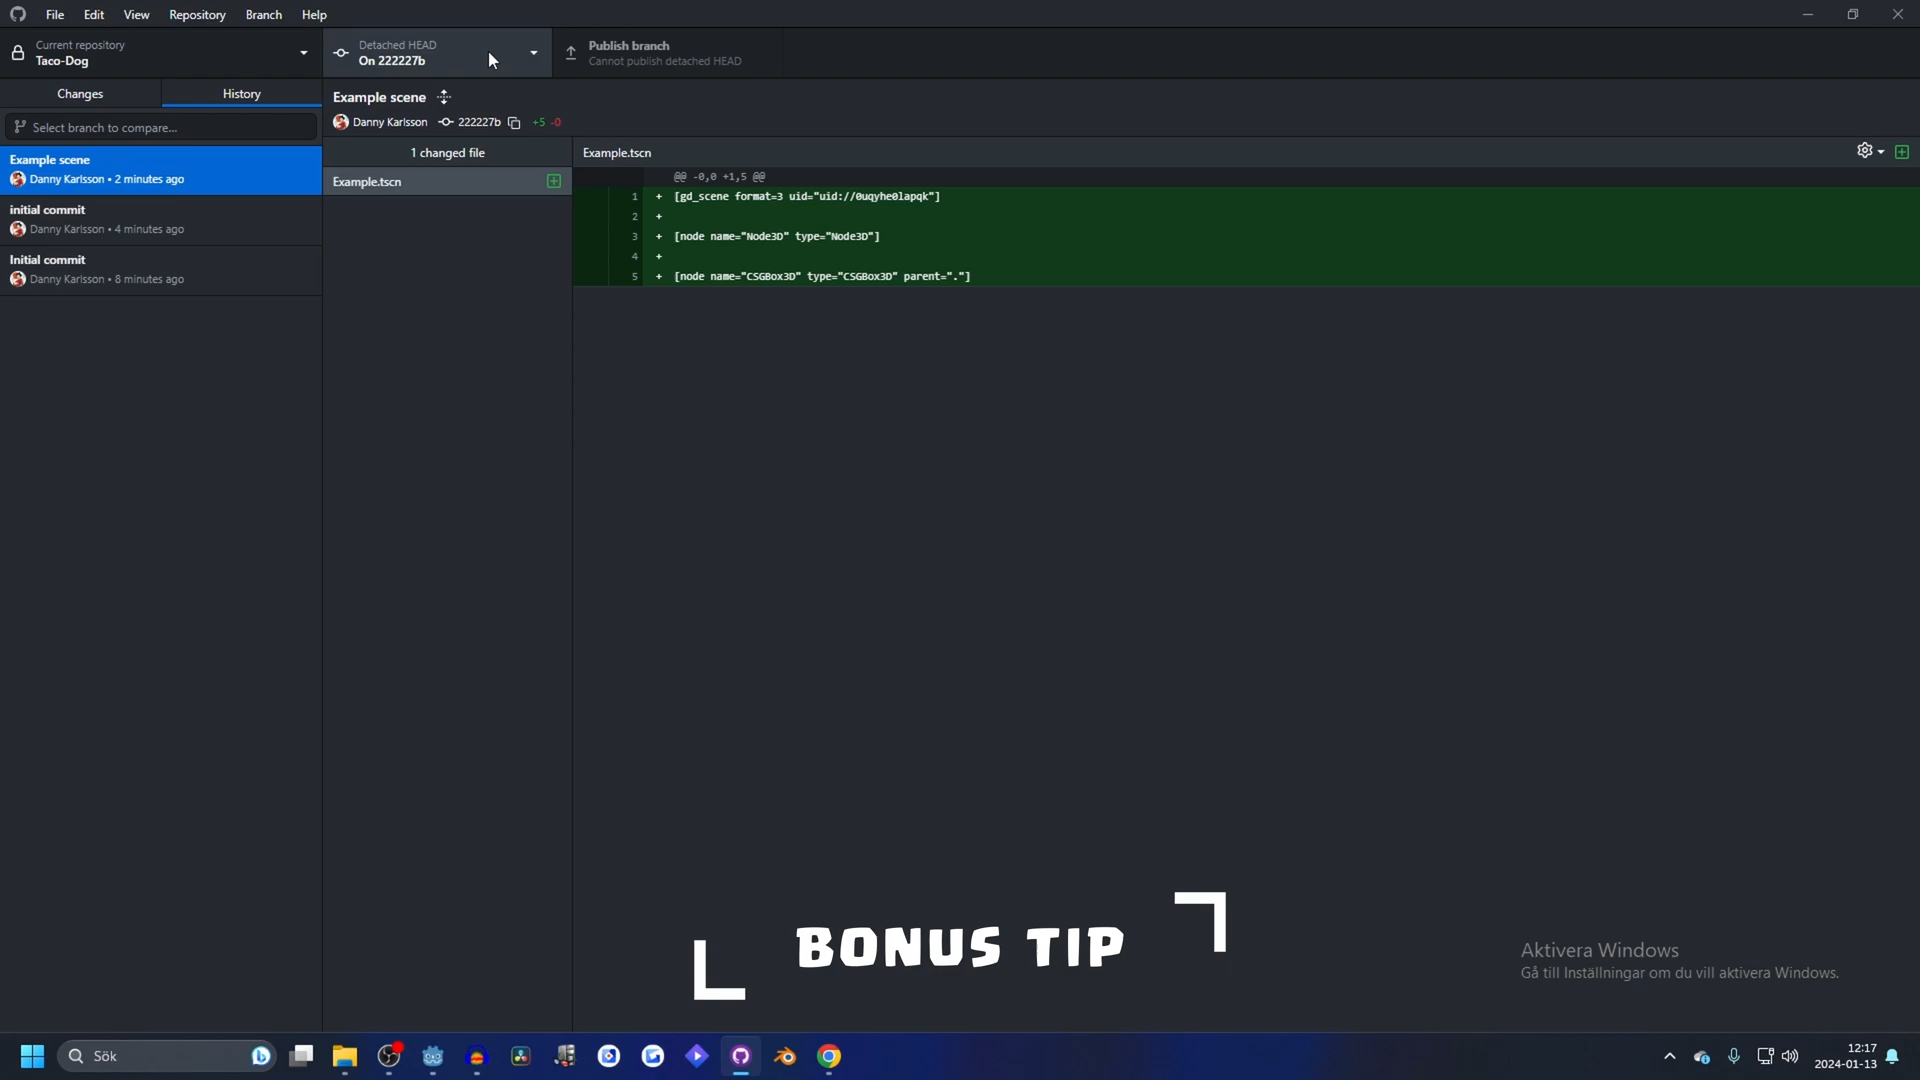 File Edit View Repository Branch Help
Current repository
Taco-Dog
Detached HEAD
On 222227b
Publish branch
Cannot publish detached HEAD
Changes
History
Select branch to compare...
Example scene
Danny Karlsson • 2 minutes ago
initial commit
Danny Karlsson • 4 minutes ago
Initial commit
Danny Karlsson • 8 minutes ago
Example scene
Danny Karlsson 222227b +5 -0
1 changed file
Example.tscn
Example.tscn
@@ -0,0 +1,5 @@
1 + [gd_scene format=3 uid="uid://0uqyhe0lapqk"]
2 +
3 + [node name="Node3D" type="Node3D"]
4 +
5 + [node name="CSGBox3D" type="CSGBox3D" parent="."]
BONUS TIP
Aktivera Windows
Gå till Inställningar om du vill aktivera Windows.
Sök
12:17
2024-01-13